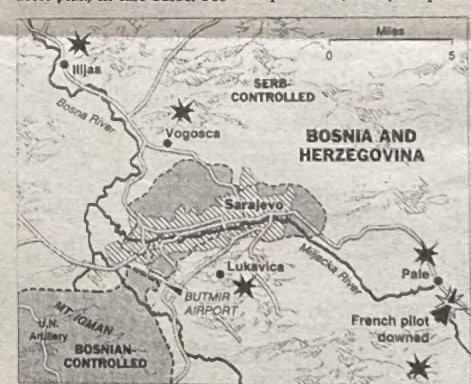 Miles
0 5
Ilijas
SERB-
CONTROLLED
Bosna River
Vogosca
BOSNIA AND
HERZEGOVINA
Sarajevo
Miljacka River
Lukavica
Pale
BUTMIR
AIRPORT
MT. IGMAN
U.N.
Artillery
BOSNIAN-
CONTROLLED
French pilot
downed